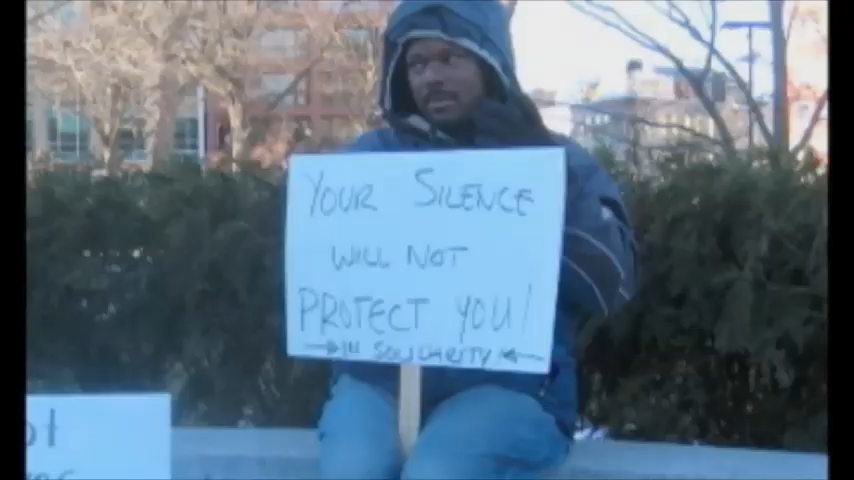 YOUR SILENCE
WILL NOT
PROTECT YOU!
IN SOLIDARITY